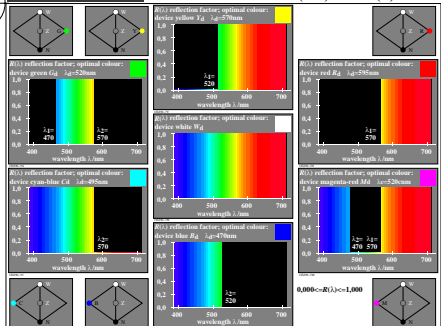 W
Z
G
N
W
Z
Y
N
R(λ) reflection factor; optimal colour:
device yellow Yd λd=570nm
1,0
0,8
0,6
0,4
0,2
0,0
λ1=
520
400 500 600 700
wavelength λ/nm
W
Z
R
N
R(λ) reflection factor; optimal colour:
device green Gd λd=520nm
1,0
0,8
0,6
0,4
0,2
0,0
λ1=
470
λ2=
570
400 500 600 700
wavelength λ/nm
R(λ) reflection factor; optimal colour:
device white Wd
1,0
0,8
0,6
0,4
0,2
0,0
400 500 600 700
wavelength λ/nm
R(λ) reflection factor; optimal colour:
device red Rd λd=595nm
1,0
0,8
0,6
0,4
0,2
0,0
λ1=
570
400 500 600 700
wavelength λ/nm
R(λ) reflection factor; optimal colour:
device cyan-blue Cd λd=495nm
1,0
0,8
0,6
0,4
0,2
0,0
λ2=
570
400 500 600 700
wavelength λ/nm
R(λ) reflection factor; optimal colour:
device blue Bd λd=470nm
1,0
0,8
0,6
0,4
0,2
0,0
λ2=
520
400 500 600 700
wavelength λ/nm
R(λ) reflection factor; optimal colour:
device magenta-red Md λc=520cnm
1,0
0,8
0,6
0,4
0,2
0,0
λ2= λ1=
470 570
400 500 600 700
wavelength λ/nm
W
C
Z
N
W
B
Z
N
0,000<=R(λ)<=1,000
W
M
Z
N